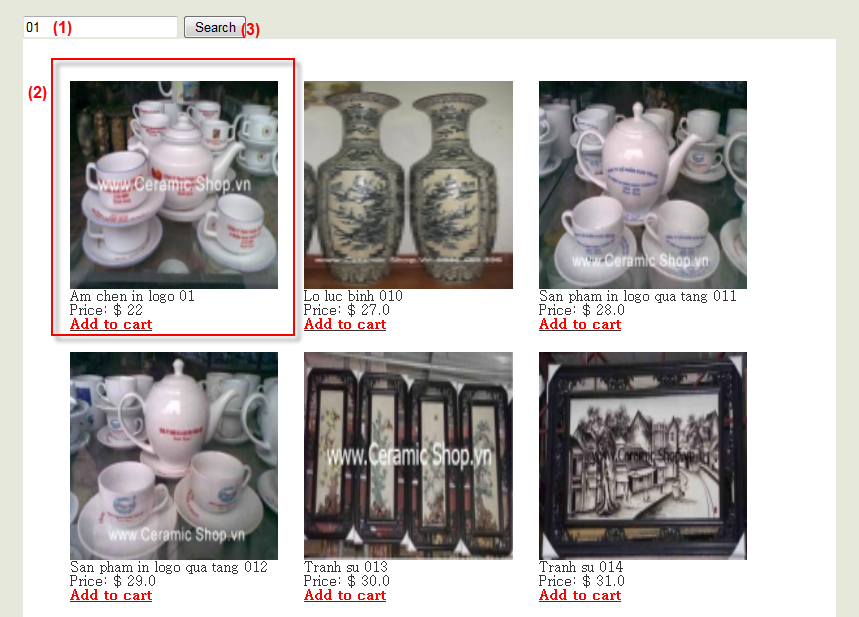 01 (1) Search (3)
(2)
www.Ceramic Shop.vn
www.Ceramic Shop.vn
Am chen in logo 01
Price: $ 22
Add to cart
Lo luc binh 010
Price: $ 27.0
Add to cart
San pham in logo qua tang 011
Price: $ 28.0
Add to cart
www.Ceramic Shop.vn
www.Ceramic Shop.vn
San pham in logo qua tang 012
Price: $ 29.0
Add to cart
Tranh su 013
Price: $ 30.0
Add to cart
Tranh su 014
Price: $ 31.0
Add to cart